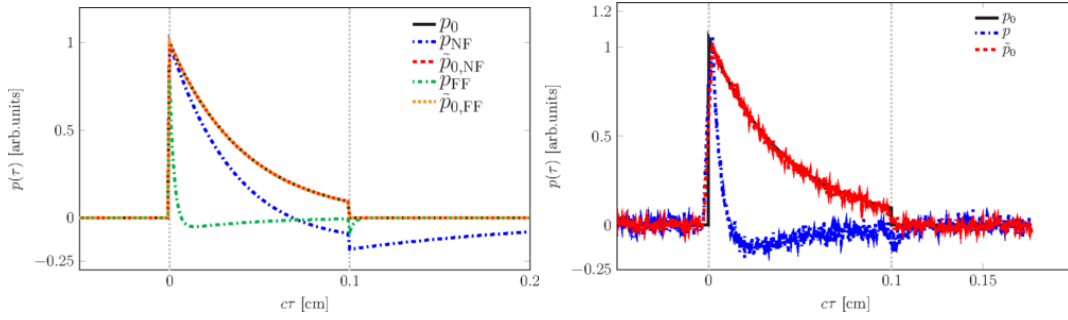 1
0.5
0
−0.25
p(τ) [arb.units]
0
0.1
0.2
cτ [cm]
p₀
p_NF
p̃₀,NF
p_FF
p̃₀,FF
1.2
1
0.5
0
−0.25
p(τ) [arb.units]
0
0.1
0.15
cτ [cm]
p₀
p
p̃₀